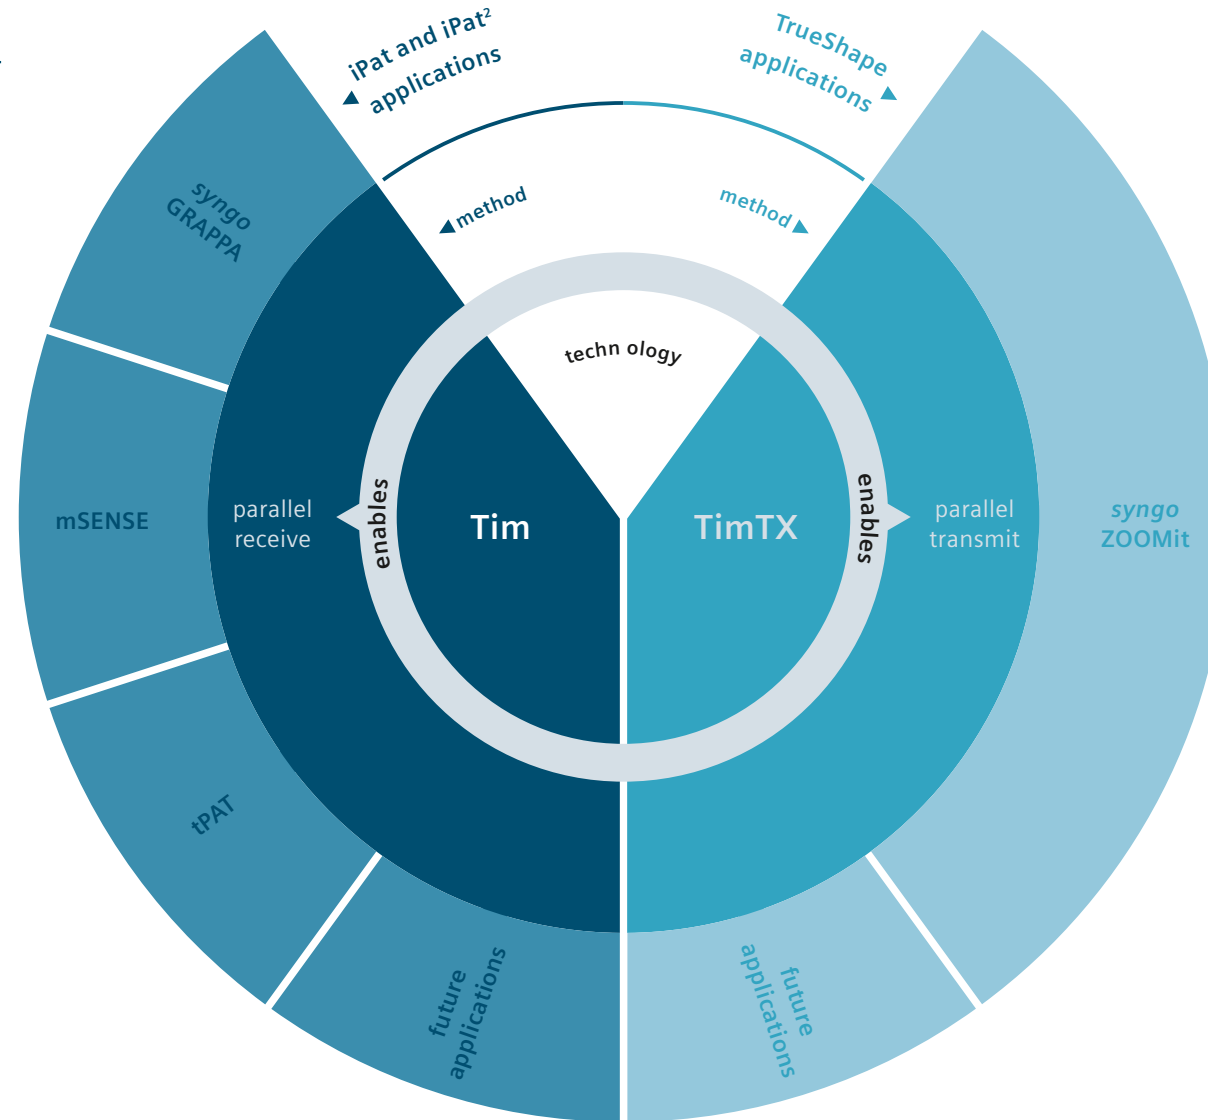 iPat and iPat²
applications
TrueShape
applications
method
method
techn ology
syngo
GRAPPA
mSENSE
tPAT
future
applications
parallel
receive
enables
Tim
TimTX
enables
parallel
transmit
syngo
ZOOMit
future
applications